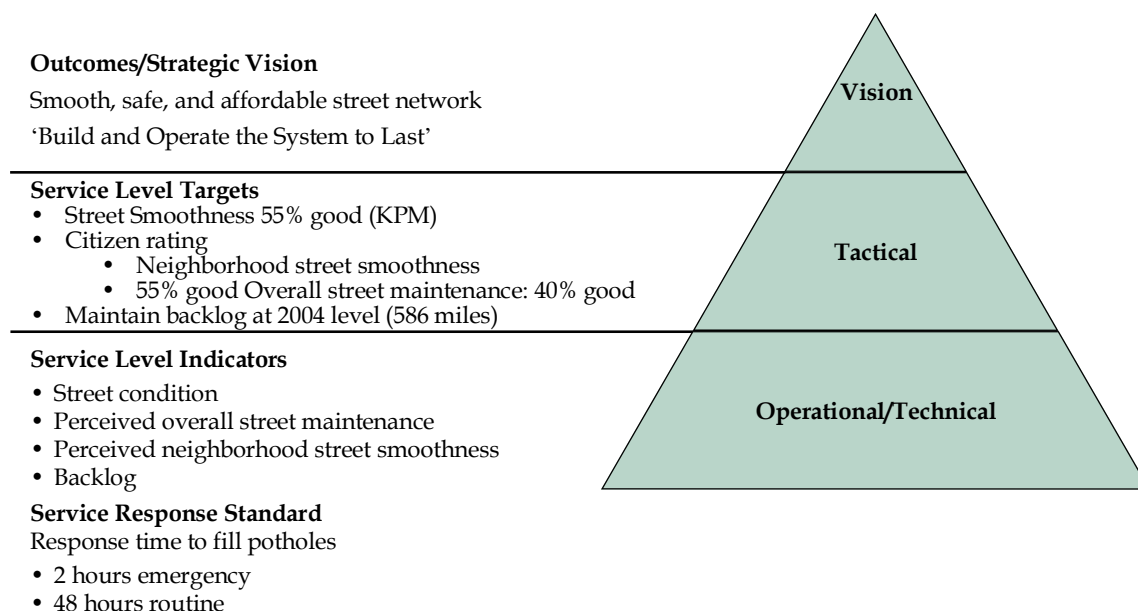 Outcomes/Strategic Vision
Smooth, safe, and affordable street network
‘Build and Operate the System to Last’
Vision
Service Level Targets
• Street Smoothness 55% good (KPM)
• Citizen rating
• Neighborhood street smoothness
• 55% good Overall street maintenance: 40% good
• Maintain backlog at 2004 level (586 miles)
Tactical
Service Level Indicators
• Street condition
• Perceived overall street maintenance
• Perceived neighborhood street smoothness
• Backlog
Operational/Technical
Service Response Standard
Response time to fill potholes
• 2 hours emergency
• 48 hours routine